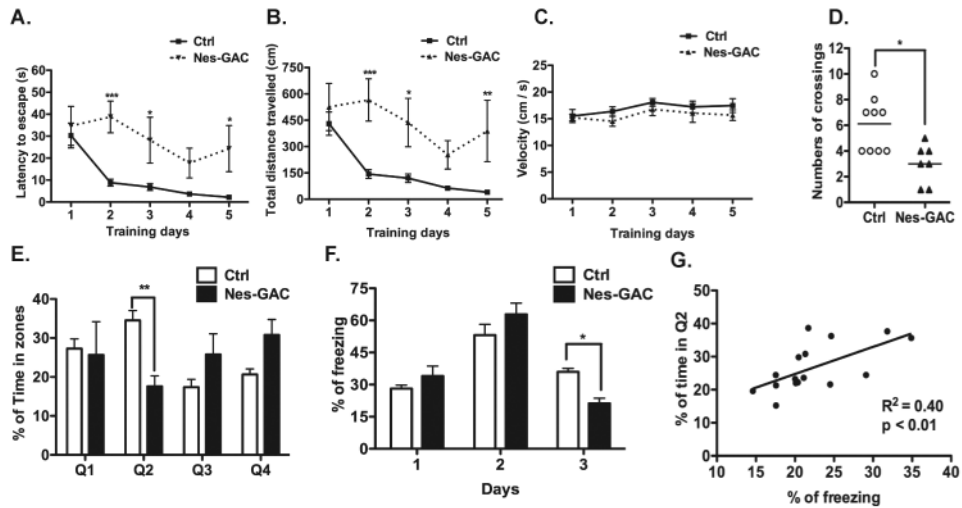 A.
Ctrl
Nes-GAC
Latency to escape (s)
60
50
40
30
20
10
0
***
*
*
1 2 3 4 5
Training days
B.
Ctrl
Nes-GAC
Total distance travelled (cm)
750
600
450
300
150
0
***
*
**
1 2 3 4 5
Training days
C.
Ctrl
Nes-GAC
Velocity (cm / s)
25
20
15
10
5
0
1 2 3 4 5
Training days
D.
Numbers of crossings
12
10
8
6
4
2
0
*
Ctrl Nes-GAC
E.
Ctrl
Nes-GAC
% of Time in zones
40
30
20
10
0
**
Q1 Q2 Q3 Q4
F.
Ctrl
Nes-GAC
% of freezing
75
60
45
30
15
0
*
1 2 3
Days
G.
% of time in Q2
50
40
30
20
10
0
R² = 0.40
p < 0.01
10 15 20 25 30 35 40
% of freezing